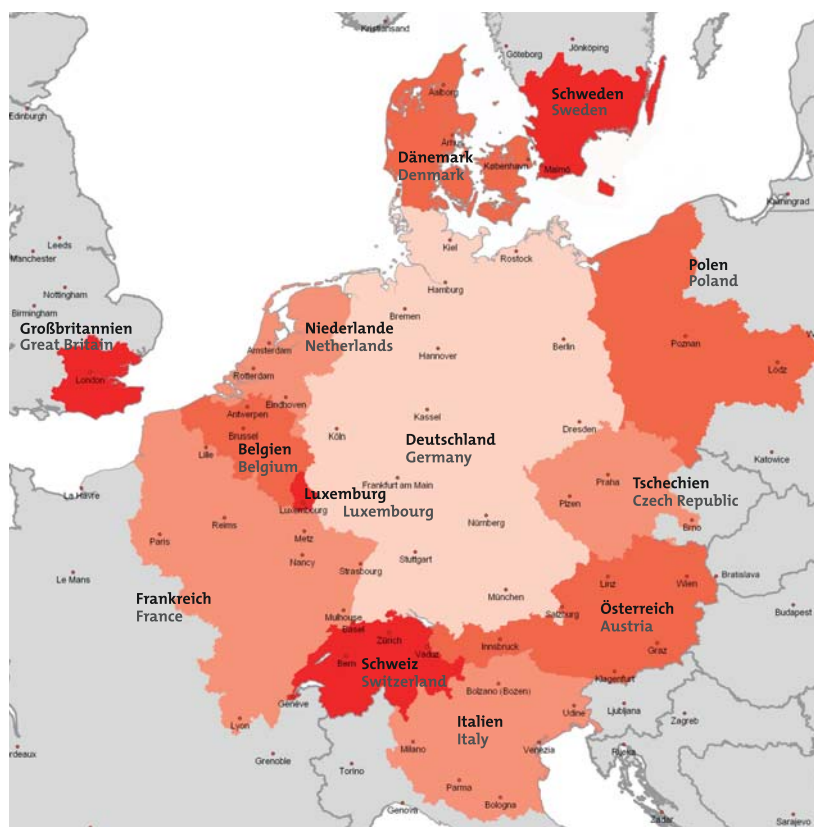 Kristiansand
Göteborg
Jönköping
Aalborg
Schweden
Sweden
Edinburgh
Århus
Dänemark
Denmark
København
Malmö
Kaliningrad
Leeds
Manchester
Kiel
Rostock
Polen
Poland
Nottingham
Birmingham
Hamburg
Bremen
Großbritannien
Great Britain
Niederlande
Netherlands
Amsterdam
Hannover
Berlin
Poznan
Rotterdam
London
Lodz
Eindhoven
Antwerpen
Kassel
Brüssel
Köln
Dresden
Lille
Belgien
Belgium
Deutschland
Germany
Katowice
Frankfurt am Main
Praha
Tschechien
Czech Republic
Luxemburg
Luxembourg
Luxembourg
La Havre
Plzen
Reims
Nürnberg
Brno
Paris
Metz
Nancy
Stuttgart
Strasbourg
Le Mans
Linz
Wien
Bratislava
Frankreich
France
München
Mulhouse
Salzburg
Österreich
Austria
Budapest
Basel
Zürich
Innsbruck
Graz
Bern
Vaduz
Schweiz
Switzerland
Klagenfurt
Bolzano (Bozen)
Genève
Udine
Ljubljana
Lyon
Italien
Italy
Zagreb
Milano
Venezia
Rijeka
Grenoble
Torino
Parma
Bologna
Genova
Zadar
Sarajevo